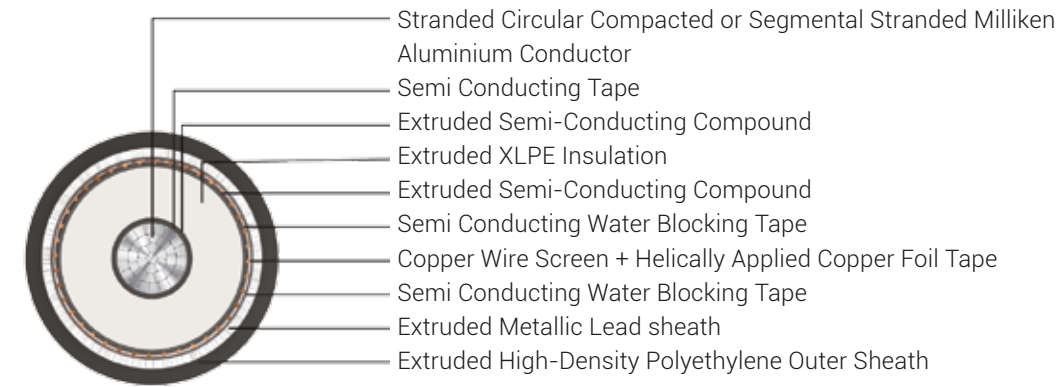 Stranded Circular Compacted or Segmental Stranded Milliken
Aluminium Conductor
Semi Conducting Tape
Extruded Semi-Conducting Compound
Extruded XLPE Insulation
Extruded Semi-Conducting Compound
Semi Conducting Water Blocking Tape
Copper Wire Screen + Helically Applied Copper Foil Tape
Semi Conducting Water Blocking Tape
Extruded Metallic Lead sheath
Extruded High-Density Polyethylene Outer Sheath